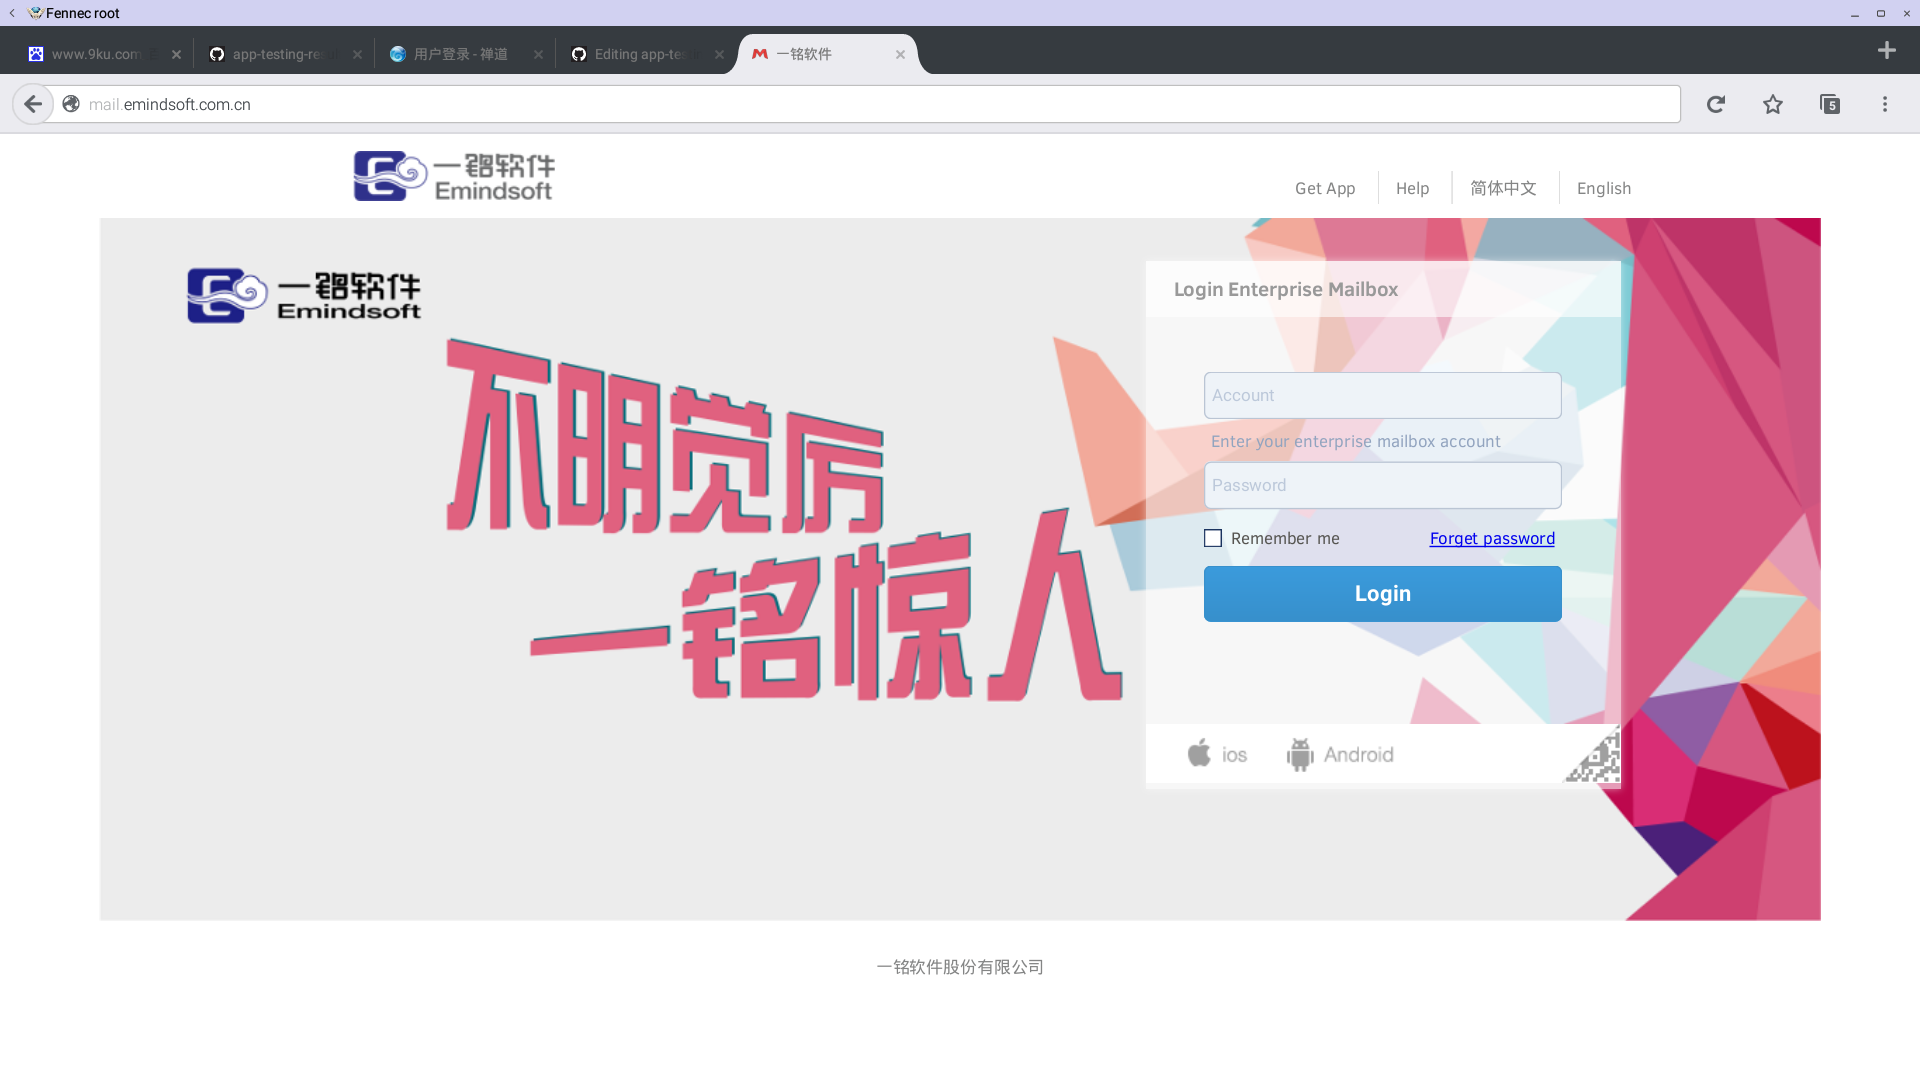 Fennec root
www.9ku.com
app-testing-re
用户登录 - 禅道
Editing app-tes
一铭软件
mail.emindsoft.com.cn
5
一铭软件
Emindsoft
Get App
Help
简体中文
English
一铭软件
Emindsoft
不明觉厉
一铭惊人
Login Enterprise Mailbox
Account
Enter your enterprise mailbox account
Password
Remember me
Forget password
Login
ios
Android
一铭软件股份有限公司